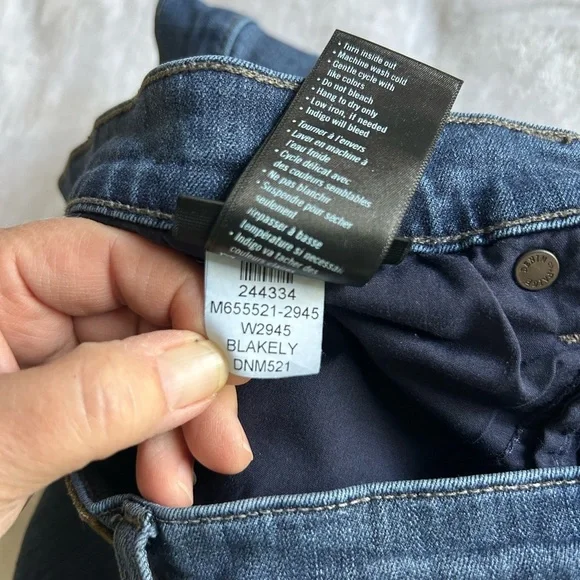 • Turn inside out
• Machine wash cold
• Gentle cycle with
like colors
• Do not bleach
• Hang to dry only
• Low iron, if needed
• Indigo will bleed
• Tourner à l'envers
• Laver en machine à
l'eau froide
• Cycle délicat avec
des couleurs semblables
• Ne pas blanchir
• Suspendre pour sécher
seulement
Repasser à basse
température si nécessai
• Indigo va tacher des
couleurs
244334
M655521-2945
W2945
BLAKELY
DNM521